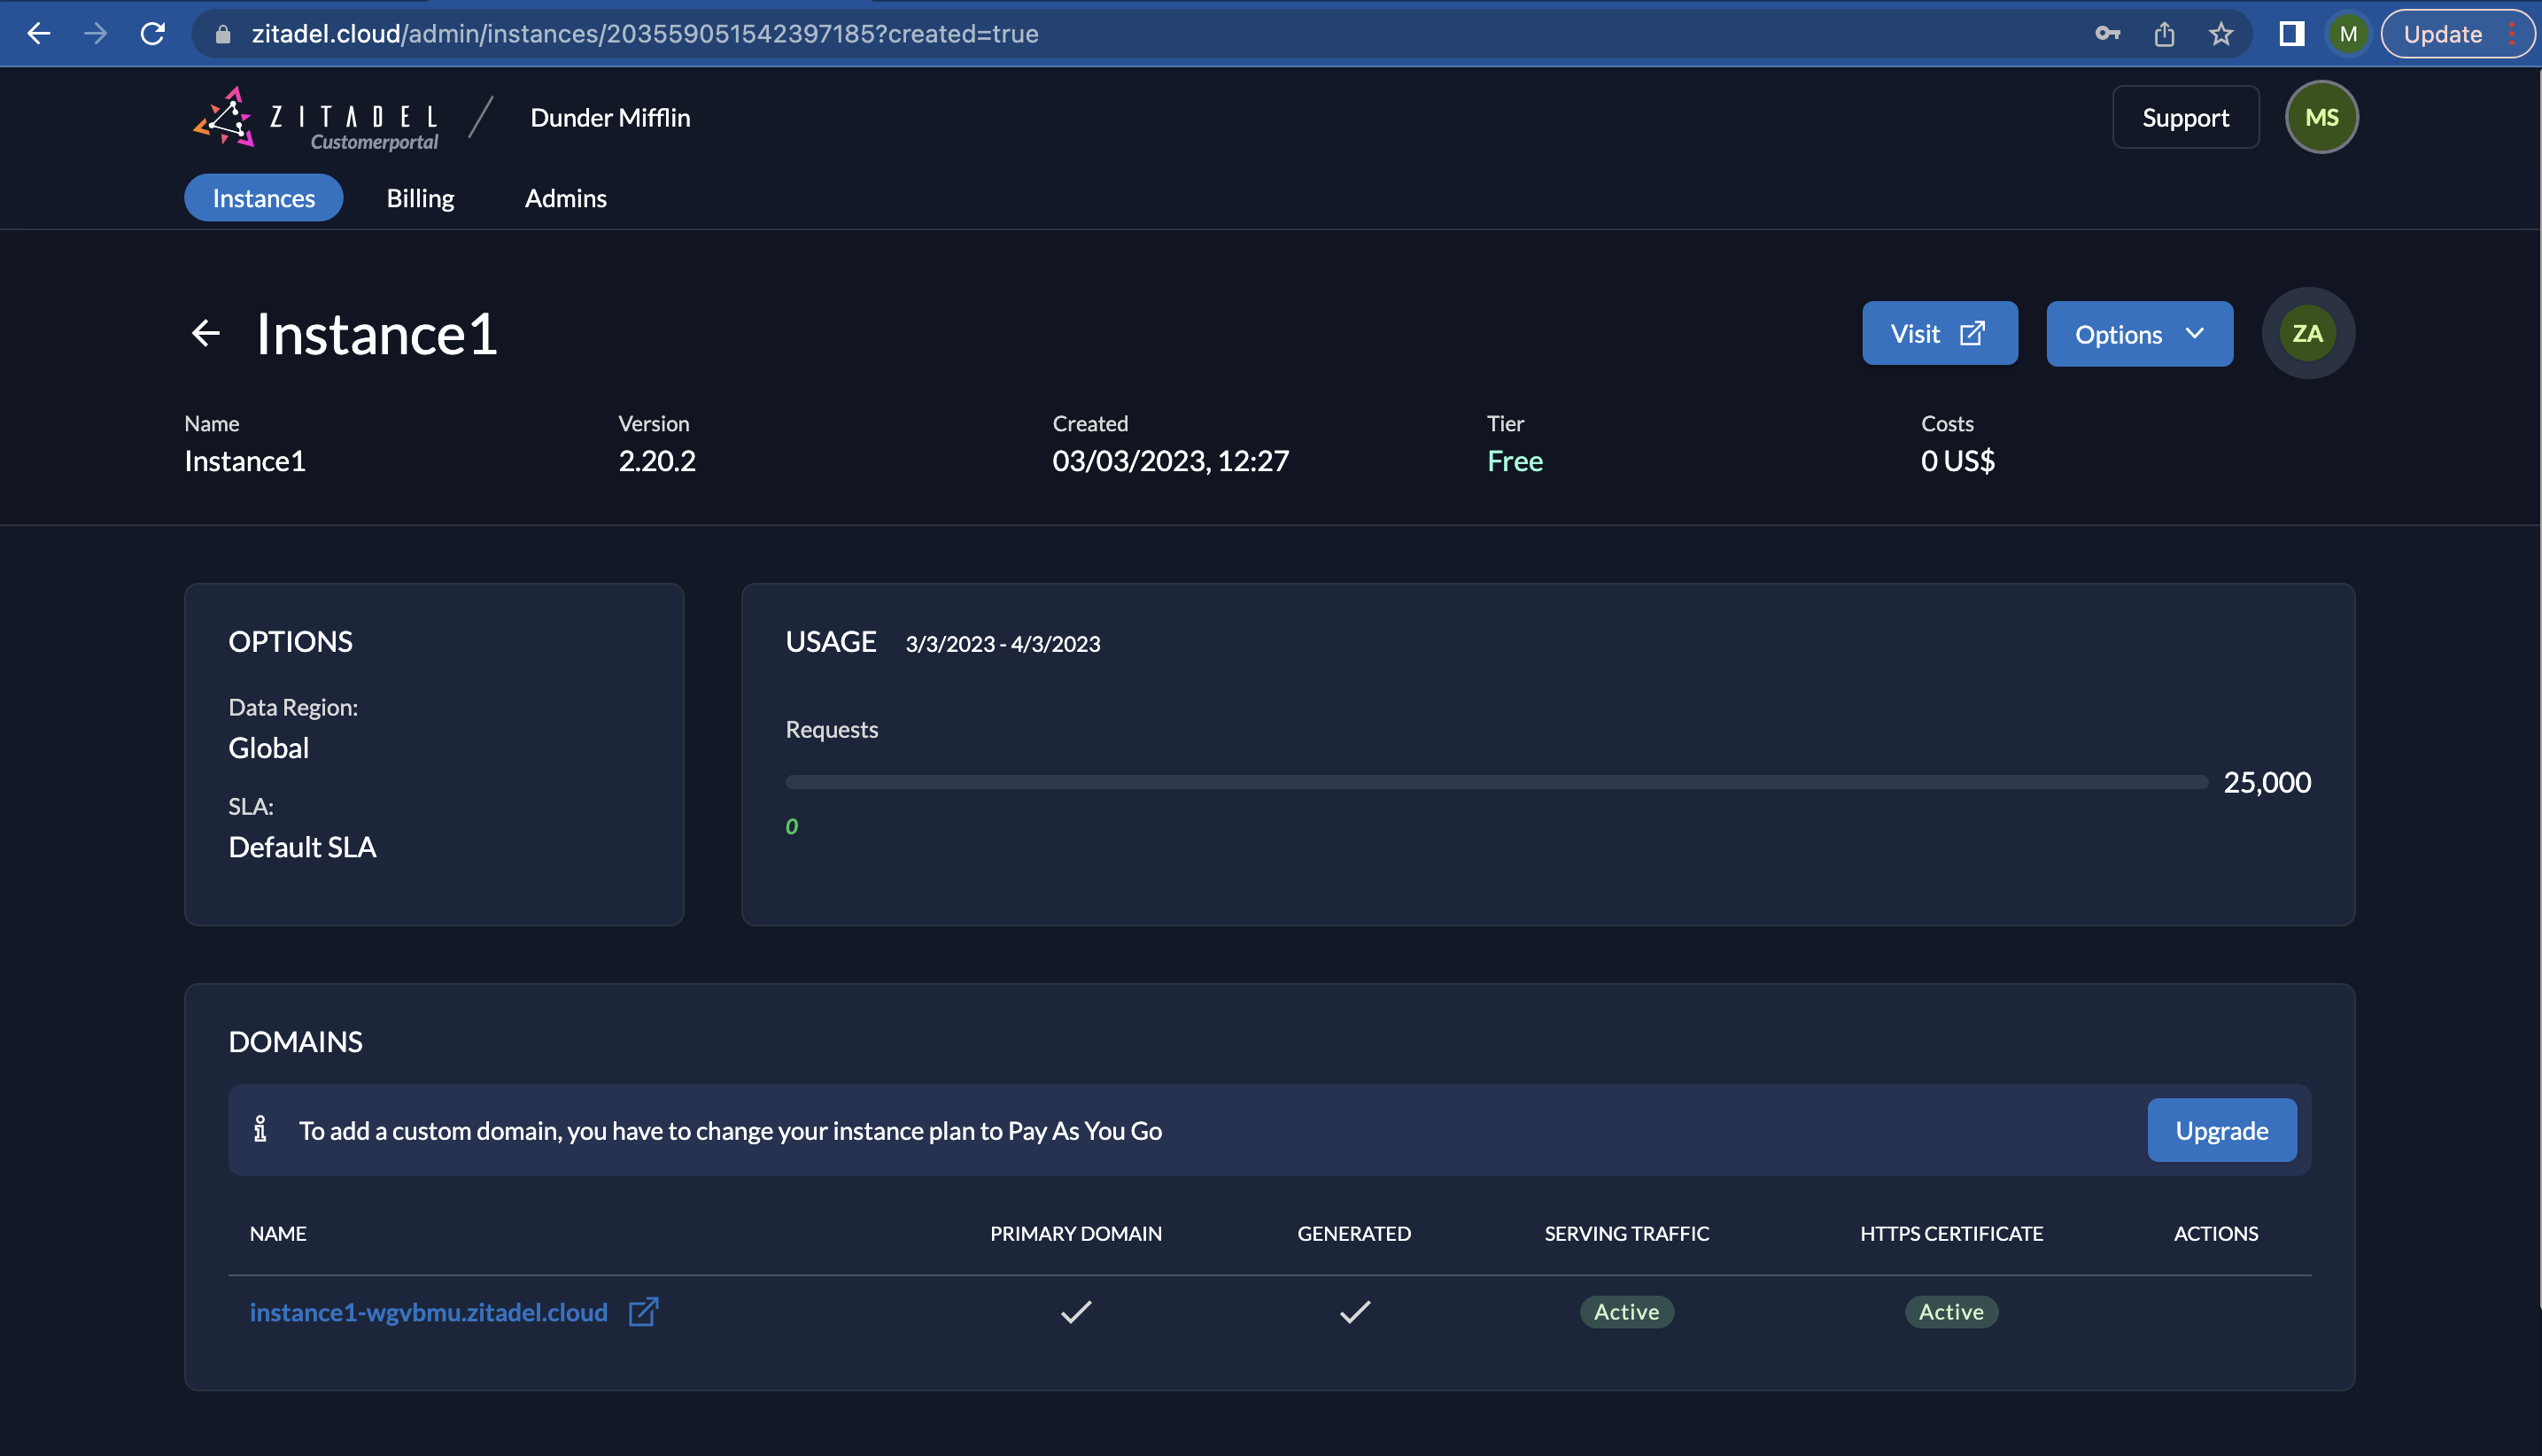 zitadel.cloud/admin/instances/203559051542397185?created=true
M
Update
ZITADEL
Customerportal
Dunder Mifflin
Support
MS
Instances Billing Admins
Instance1
Visit
Options
ZA
Name Version Created Tier Costs
Instance1 2.20.2 03/03/2023, 12:27 Free 0 US$
OPTIONS
Data Region:
Global
SLA:
Default SLA
USAGE 3/3/2023 - 4/3/2023
Requests
25,000
0
DOMAINS
To add a custom domain, you have to change your instance plan to Pay As You Go
Upgrade
NAME PRIMARY DOMAIN GENERATED SERVING TRAFFIC HTTPS CERTIFICATE ACTIONS
instance1-wgvbmu.zitadel.cloud Active Active